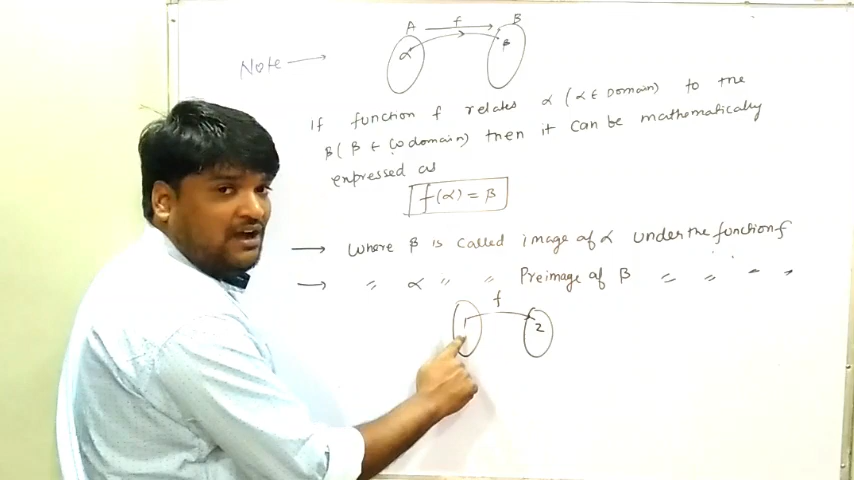 A f B
Note → α β
If function f relates α (α ∈ Domain) to the
β (β ∈ Codomain) then it can be mathematically
expressed as
f(α) = β
→ Where β is called image of α under the function f
→ " α " " Preimage of β " " " "
f
1 2